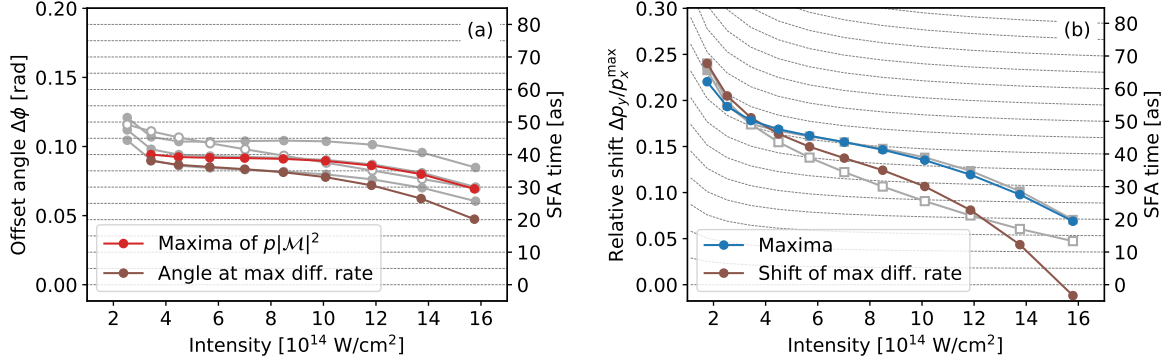 (a)
Offset angle Δϕ [rad]
0.20
0.15
0.10
0.05
0.00
80
70
60
50
40
30
20
10
0
SFA time [as]
Maxima of p|ℳ|²
Angle at max diff. rate
2 4 6 8 10 12 14 16
Intensity [10¹⁴ W/cm²]
(b)
Relative shift Δp_y/p_x^max
0.30
0.25
0.20
0.15
0.10
0.05
0.00
80
70
60
50
40
30
20
10
0
SFA time [as]
Maxima
Shift of max diff. rate
2 4 6 8 10 12 14 16
Intensity [10¹⁴ W/cm²]